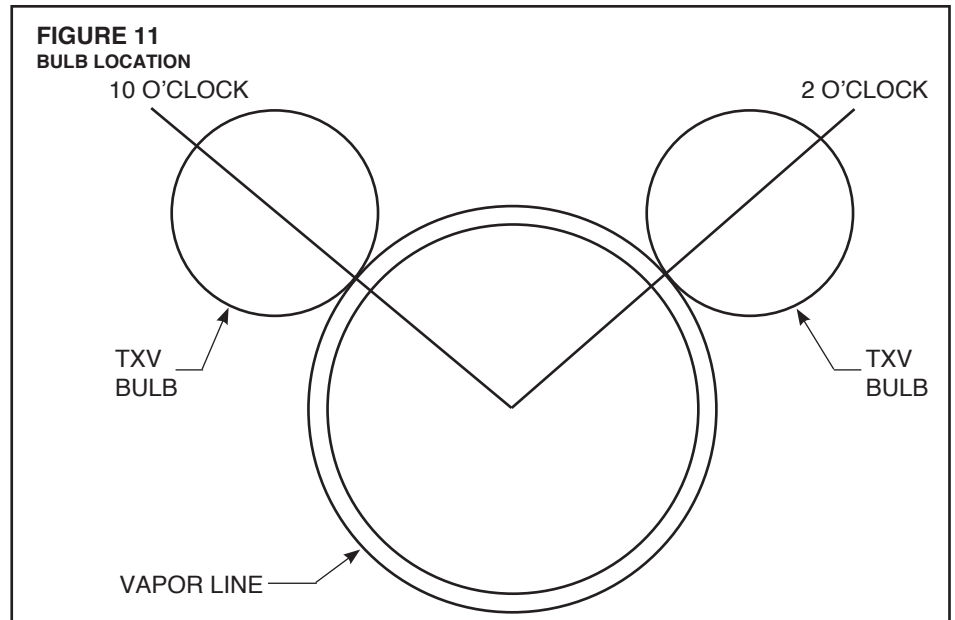 FIGURE 11
BULB LOCATION
10 O’CLOCK
2 O’CLOCK
TXV
BULB
TXV
BULB
VAPOR LINE